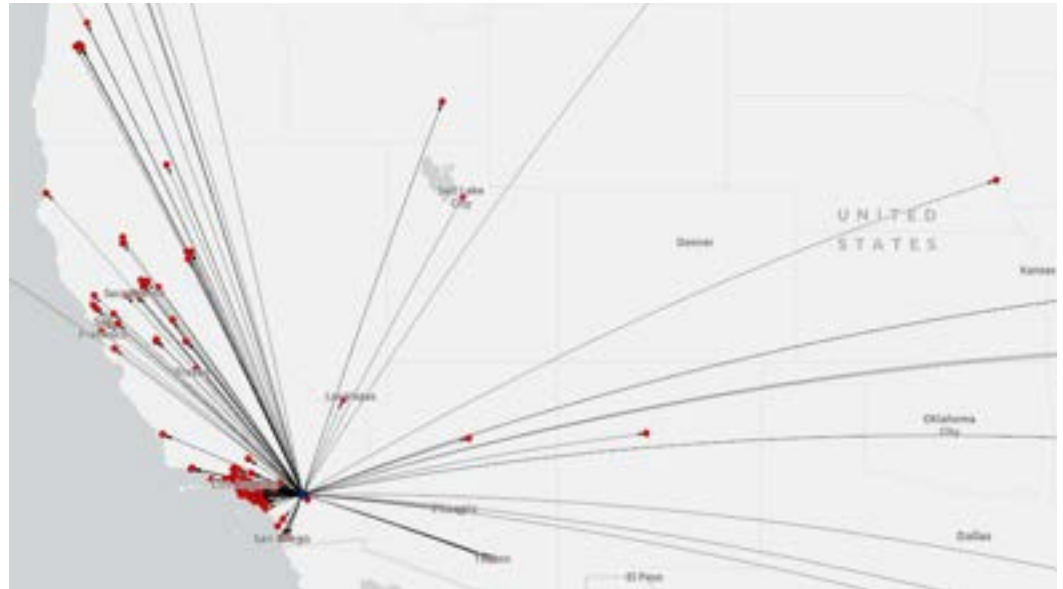 Salt Lake
City
UNITED
STATES
Denver
Kansas
Las Vegas
Oklahoma
City
Phoenix
San Diego
Dallas
Tucson
El Paso